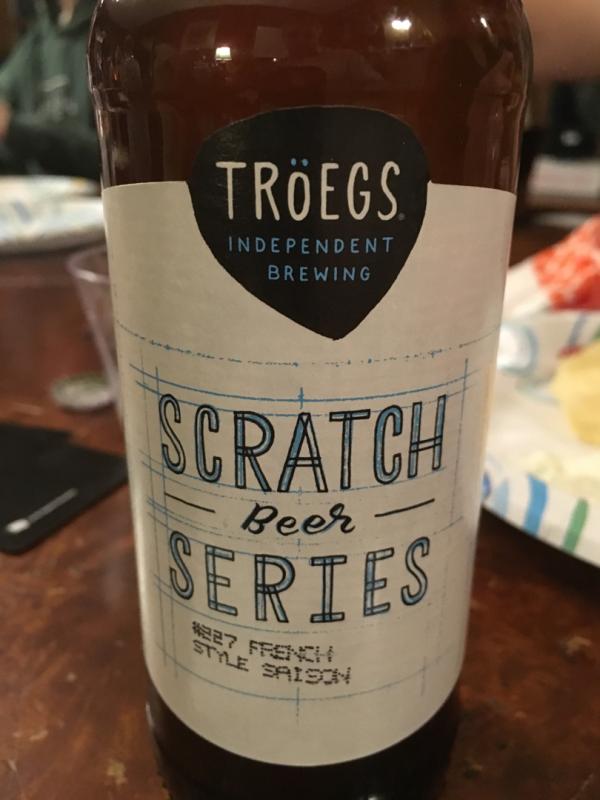 TRÖEGS
INDEPENDENT
BREWING
SCRATCH
Beer
SERIES
#227 FRENCH
STYLE SAISON